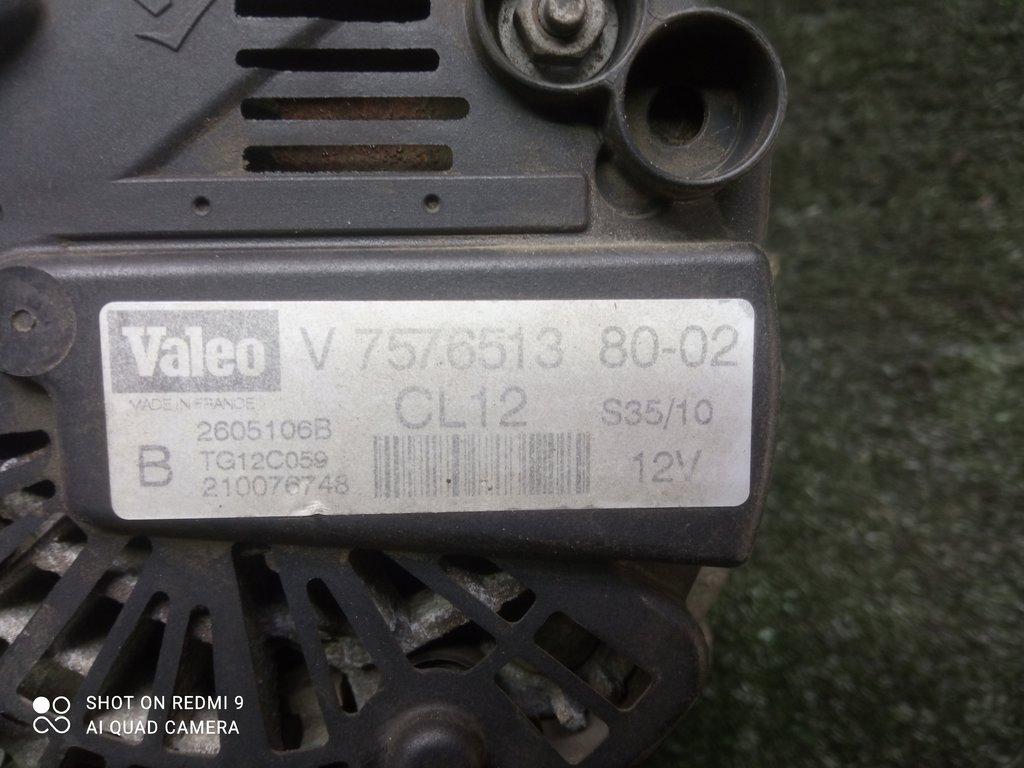 Valeo V 7576513 80-02
MADE IN FRANCE CL12 S35/10
2605106B
B TG12C059 12V
210076748
SHOT ON REDMI 9
AI QUAD CAMERA